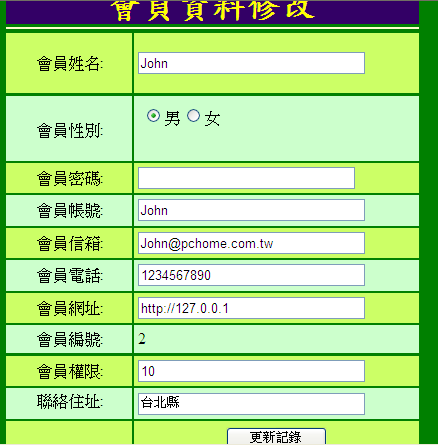 會員資料修改
會員姓名: John
會員性別: 男 女
會員密碼:
會員帳號: John
會員信箱: John@pchome.com.tw
會員電話: 1234567890
會員網址: http://127.0.0.1
會員編號: 2
會員權限: 10
聯絡住址: 台北縣
更新記錄